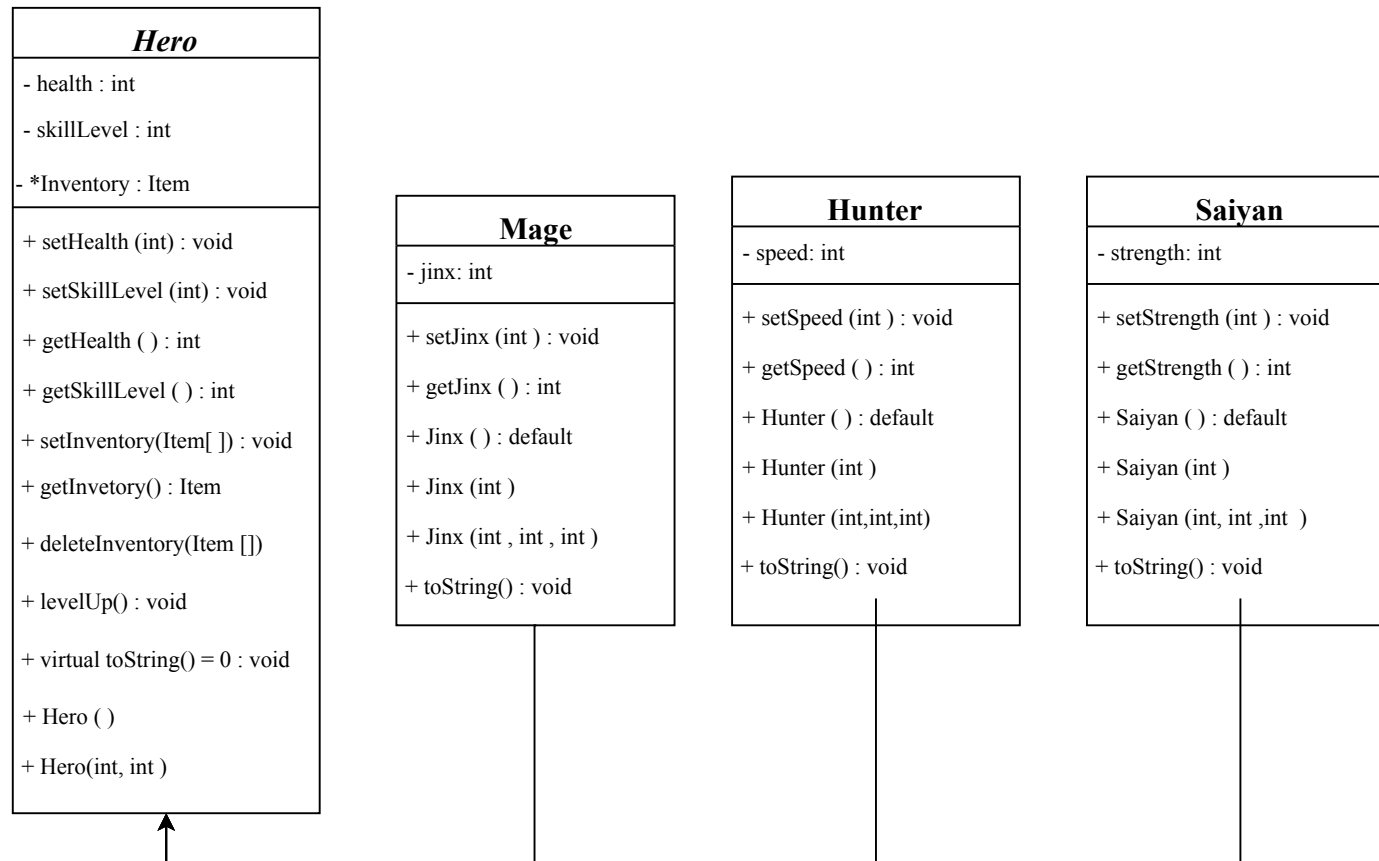 Hero
- health : int
- skillLevel : int
- *Inventory : Item
+ setHealth (int) : void
+ setSkillLevel (int) : void
+ getHealth ( ) : int
+ getSkillLevel ( ) : int
+ setInventory(Item[ ]) : void
+ getInvetory() : Item
+ deleteInventory(Item [])
+ levelUp() : void
+ virtual toString() = 0 : void
+ Hero ( )
+ Hero(int, int )
Mage
- jinx: int
+ setJinx (int ) : void
+ getJinx ( ) : int
+ Jinx ( ) : default
+ Jinx (int )
+ Jinx (int , int , int )
+ toString() : void
Hunter
- speed: int
+ setSpeed (int ) : void
+ getSpeed ( ) : int
+ Hunter ( ) : default
+ Hunter (int )
+ Hunter (int,int,int)
+ toString() : void
Saiyan
- strength: int
+ setStrength (int ) : void
+ getStrength ( ) : int
+ Saiyan ( ) : default
+ Saiyan (int )
+ Saiyan (int, int ,int )
+ toString() : void